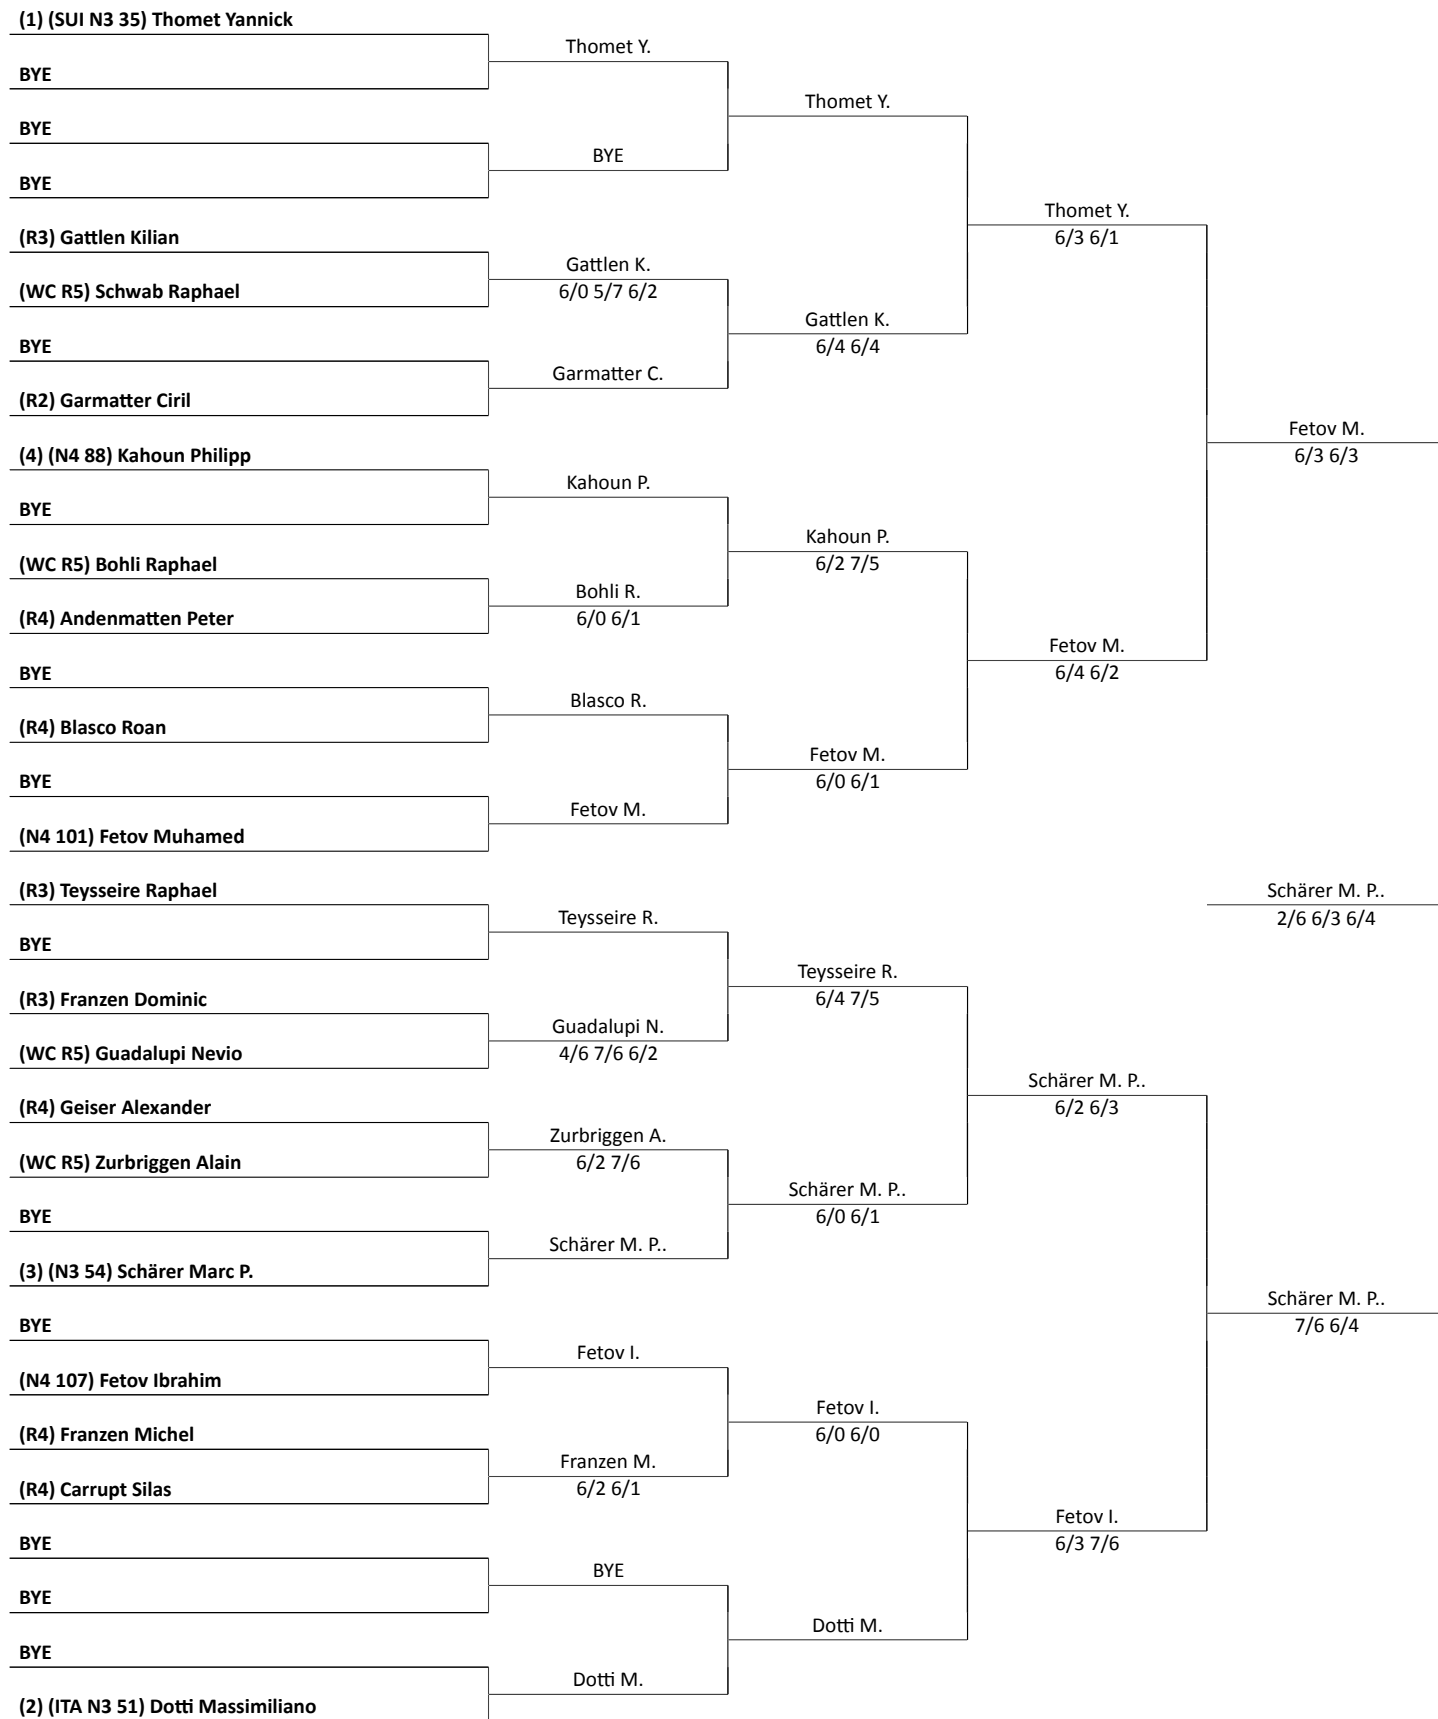 (1) (SUI N3 35) Thomet Yannick
Thomet Y.
BYE
Thomet Y.
BYE
BYE
BYE
Thomet Y.
6/3 6/1
(R3) Gattlen Kilian
Gattlen K.
6/0 5/7 6/2
(WC R5) Schwab Raphael
Gattlen K.
6/4 6/4
BYE
Garmatter C.
(R2) Garmatter Ciril
Fetov M.
6/3 6/3
(4) (N4 88) Kahoun Philipp
Kahoun P.
BYE
Kahoun P.
6/2 7/5
(WC R5) Bohli Raphael
Bohli R.
6/0 6/1
(R4) Andenmatten Peter
Fetov M.
6/4 6/2
BYE
Blasco R.
(R4) Blasco Roan
Fetov M.
6/0 6/1
BYE
Fetov M.
(N4 101) Fetov Muhamed
(R3) Teysseire Raphael
Schärer M. P..
2/6 6/3 6/4
Teysseire R.
BYE
Teysseire R.
6/4 7/5
(R3) Franzen Dominic
Guadalupi N.
4/6 7/6 6/2
(WC R5) Guadalupi Nevio
Schärer M. P..
6/2 6/3
(R4) Geiser Alexander
Zurbriggen A.
6/2 7/6
(WC R5) Zurbriggen Alain
Schärer M. P..
6/0 6/1
BYE
Schärer M. P..
(3) (N3 54) Schärer Marc P.
Schärer M. P..
7/6 6/4
BYE
Fetov I.
(N4 107) Fetov Ibrahim
Fetov I.
6/0 6/0
(R4) Franzen Michel
Franzen M.
6/2 6/1
(R4) Carrupt Silas
Fetov I.
6/3 7/6
BYE
BYE
BYE
Dotti M.
BYE
Dotti M.
(2) (ITA N3 51) Dotti Massimiliano